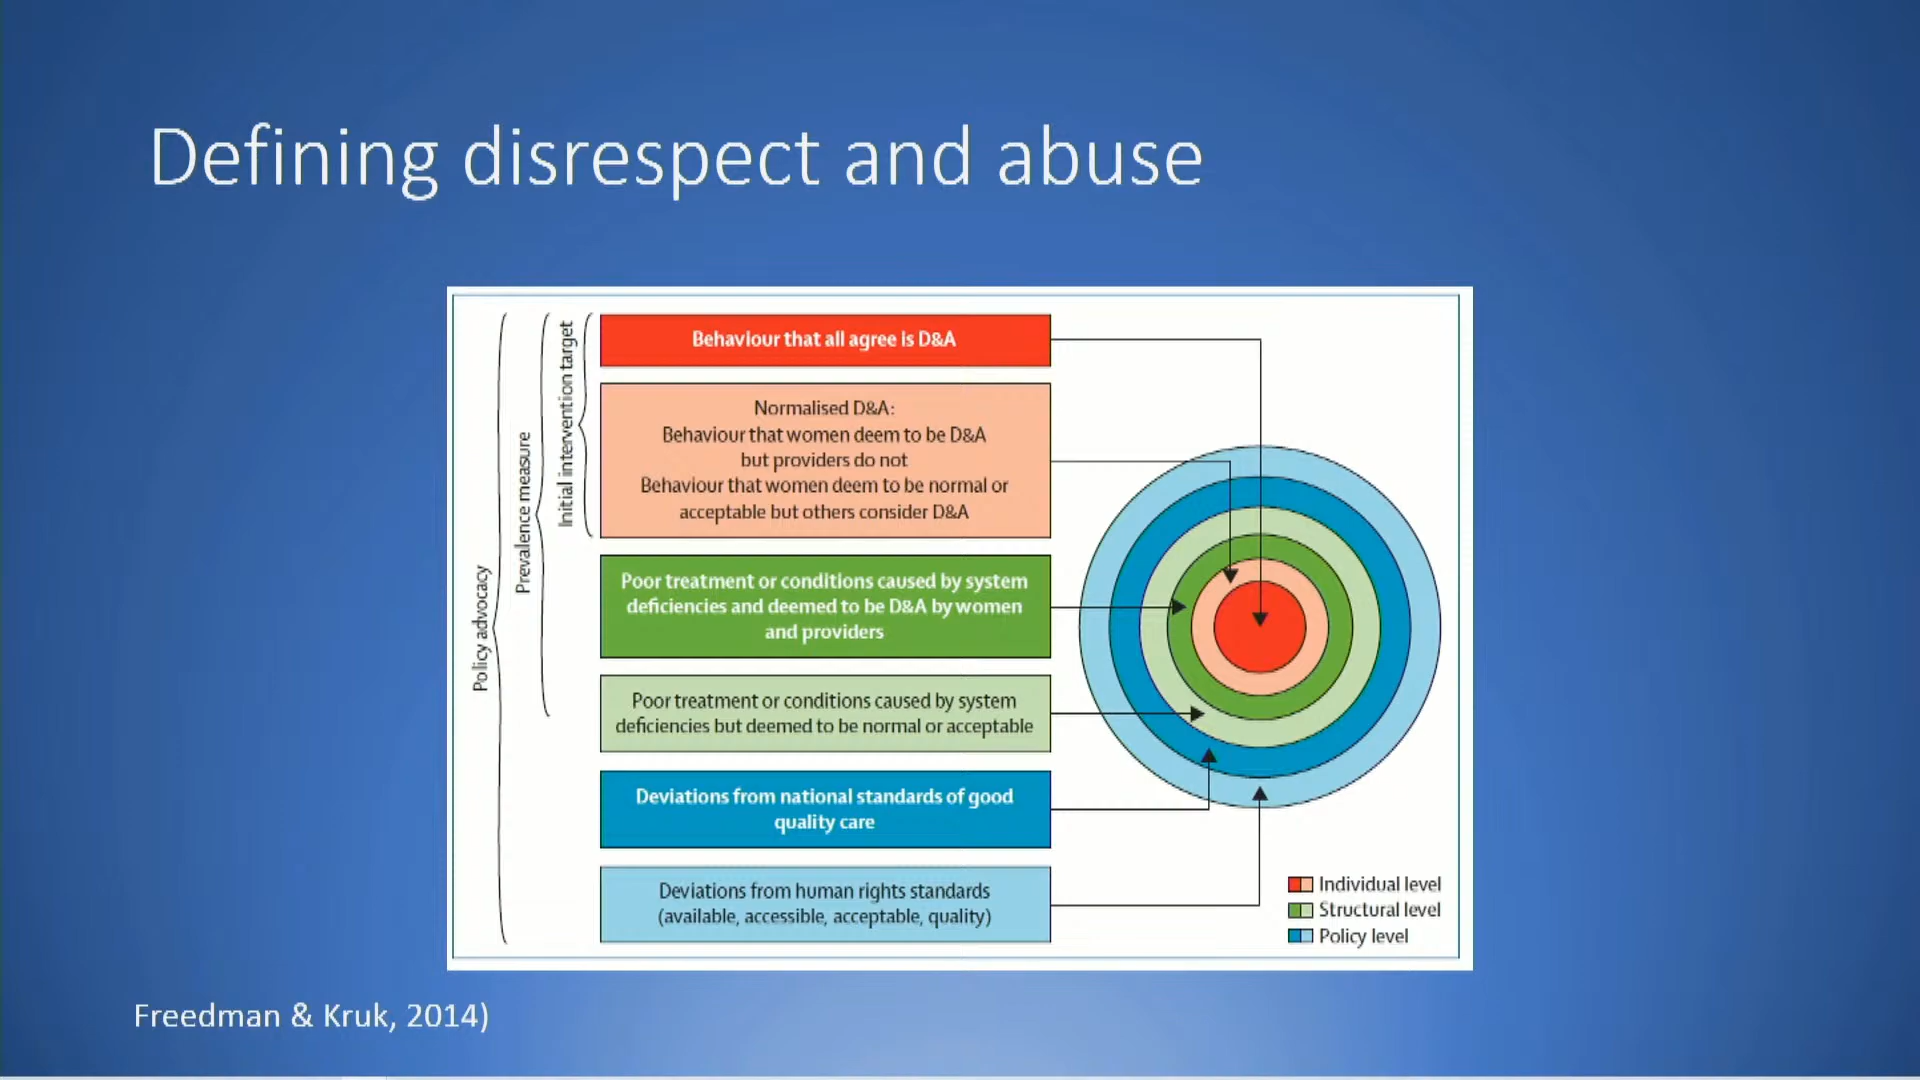 Defining disrespect and abuse
Policy advocacy
Prevalence measure
Initial intervention target
Behaviour that all agree is D&A
Normalised D&A:
Behaviour that women deem to be D&A
but providers do not
Behaviour that women deem to be normal or
acceptable but others consider D&A
Poor treatment or conditions caused by system
deficiencies and deemed to be D&A by women
and providers
Poor treatment or conditions caused by system
deficiencies but deemed to be normal or acceptable
Deviations from national standards of good
quality care
Deviations from human rights standards
(available, accessible, acceptable, quality)
Individual level
Structural level
Policy level
Freedman & Kruk, 2014)